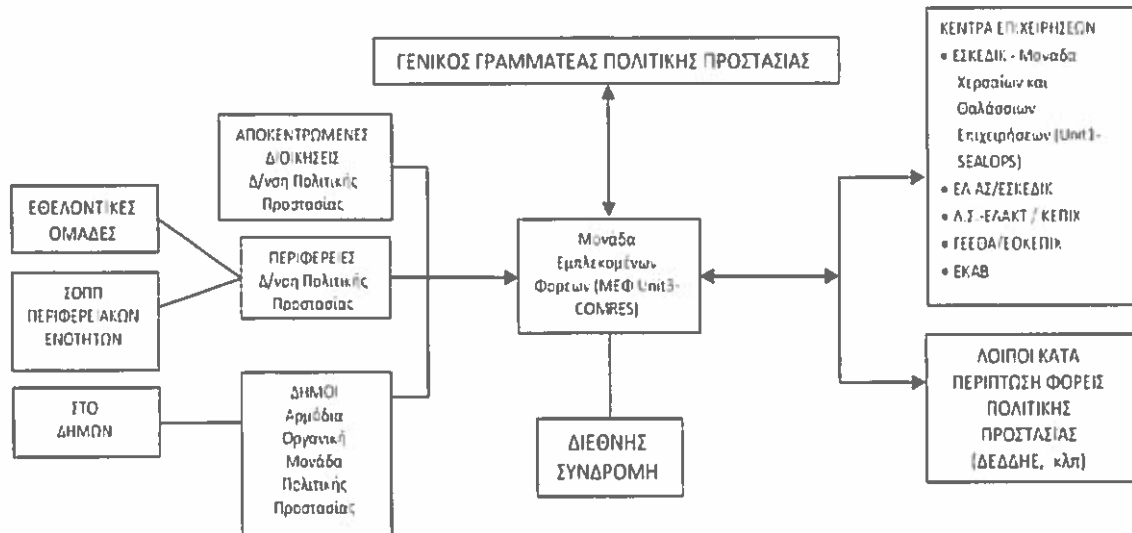 ΓΕΝΙΚΟΣ ΓΡΑΜΜΑΤΕΑΣ ΠΟΛΙΤΙΚΗΣ ΠΡΟΣΤΑΣΙΑΣ
ΑΠΟΚΕΝΤΡΩΜΕΝΕΣ
ΔΙΟΙΚΗΣΕΙΣ
Δ/νση Πολιτικής
Προστασίας
ΕΘΕΛΟΝΤΙΚΕΣ
ΟΜΑΔΕΣ
ΠΕΡΙΦΕΡΕΙΕΣ
Δ/νση Πολιτικής
Προστασίας
ΣΟΠΠ
ΠΕΡΙΦΕΡΕΙΑΚΩΝ
ΕΝΟΤΗΤΩΝ
ΣΤΟ
ΔΗΜΩΝ
ΔΗΜΟΙ
Αρμόδια
Οργανική
Μονάδα
Πολιτικής
Προστασίας
Μονάδα
Εμπλεκομένων
Φορέων (ΜΕΦ Unit3-
COMRES)
ΔΙΕΘΝΗΣ
ΣΥΝΔΡΟΜΗ
ΚΕΝΤΡΑ ΕΠΙΧΕΙΡΗΣΕΩΝ
• ΕΣΚΕΔΙΚ - Μονάδα
Χερσαίων και
Θαλάσσιων
Επιχειρήσεων (Unit1-
SEALOPS)
• ΕΛ.ΑΣ/ΕΣΚΕΔΙΚ
• Λ.Σ.-ΕΛΑΚΤ / ΚΕΠΙΧ
• ΓΕΕΘΑ/ΕΘΚΕΠΙΧ
• ΕΚΑΒ
ΛΟΙΠΟΙ ΚΑΤΑ
ΠΕΡΙΠΤΩΣΗ ΦΟΡΕΙΣ
ΠΟΛΙΤΙΚΗΣ
ΠΡΟΣΤΑΣΙΑΣ
(ΔΕΔΔΗΕ, κλπ)